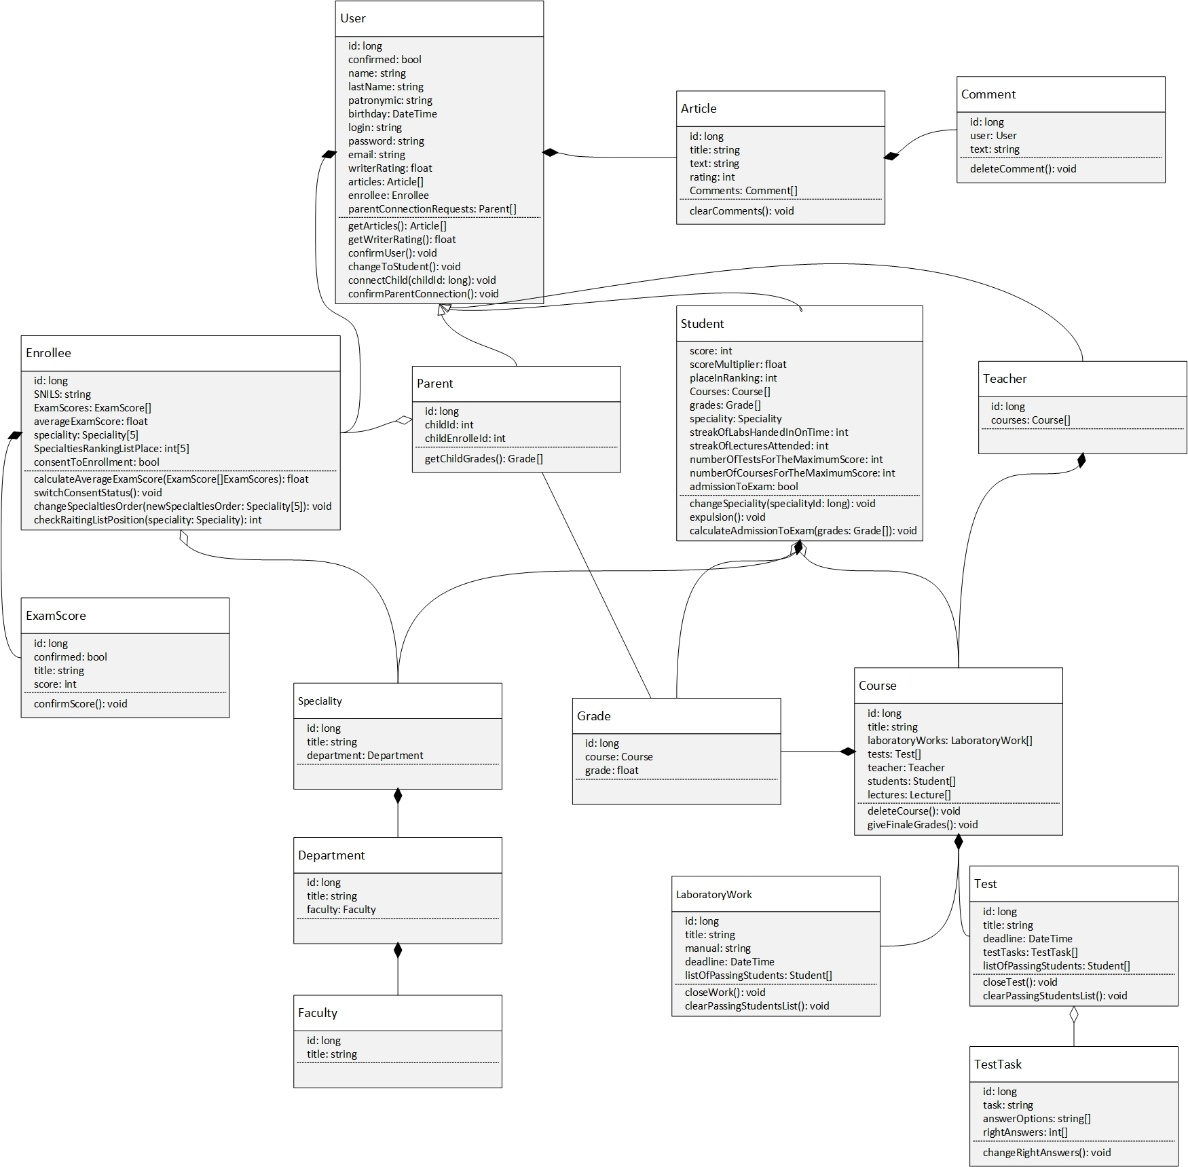 User
id: long
confirmed: bool
name: string
lastName: string
patronymic: string
birthday: DateTime
login: string
password: string
email: string
writerRating: float
articles: Article[]
enrollee: Enrollee
parentConnectionRequests: Parent[]
getArticles(): Article[]
getWriterRating(): float
confirmUser(): void
changeToStudent(): void
connectChild(childId: long): void
confirmParentConnection(): void
Article
id: long
title: string
text: string
rating: int
Comments: Comment[]
clearComments(): void
Comment
id: long
user: User
text: string
deleteComment(): void
Enrollee
id: long
SNILS: string
ExamScores: ExamScore[]
averageExamScore: float
speciality: Speciality[5]
SpecialtiesRankingListPlace: int[5]
consentToEnrollment: bool
calculateAverageExamScore(ExamScore[]ExamScores): float
switchConsentStatus(): void
changeSpecialtiesOrder(newSpecialtiesOrder: Speciality[5]): void
checkRaitingListPosition(speciality: Speciality): int
Parent
id: long
childId: int
childEnrolleId: int
getChildGrades(): Grade[]
Student
score: int
scoreMultiplier: float
placeInRanking: int
Courses: Course[]
grades: Grade[]
speciality: Speciality
streakOfLabsHandedInOnTime: int
streakOfLecturesAttended: int
numberOfTestsForTheMaximumScore: int
numberOfCoursesForTheMaximumScore: int
admissionToExam: bool
changeSpeciality(specialityId: long): void
expulsion(): void
calculateAdmissionToExam(grades: Grade[]): void
Teacher
id: long
courses: Course[]
ExamScore
id: long
confirmed: bool
title: string
score: int
confirmScore(): void
Speciality
id: long
title: string
department: Department
Grade
id: long
course: Course
grade: float
Course
id: long
title: string
laboratoryWorks: LaboratoryWork[]
tests: Test[]
teacher: Teacher
students: Student[]
lectures: Lecture[]
deleteCourse(): void
giveFinaleGrades(): void
Department
id: long
title: string
faculty: Faculty
LaboratoryWork
id: long
title: string
manual: string
deadline: DateTime
listOfPassingStudents: Student[]
closeWork(): void
clearPassingStudentsList(): void
Test
id: long
title: string
deadline: DateTime
testTasks: TestTask[]
listOfPassingStudents: Student[]
closeTest(): void
clearPassingStudentsList(): void
Faculty
id: long
title: string
TestTask
id: long
task: string
answerOptions: string[]
rightAnswers: int[]
changeRightAnswers(): void